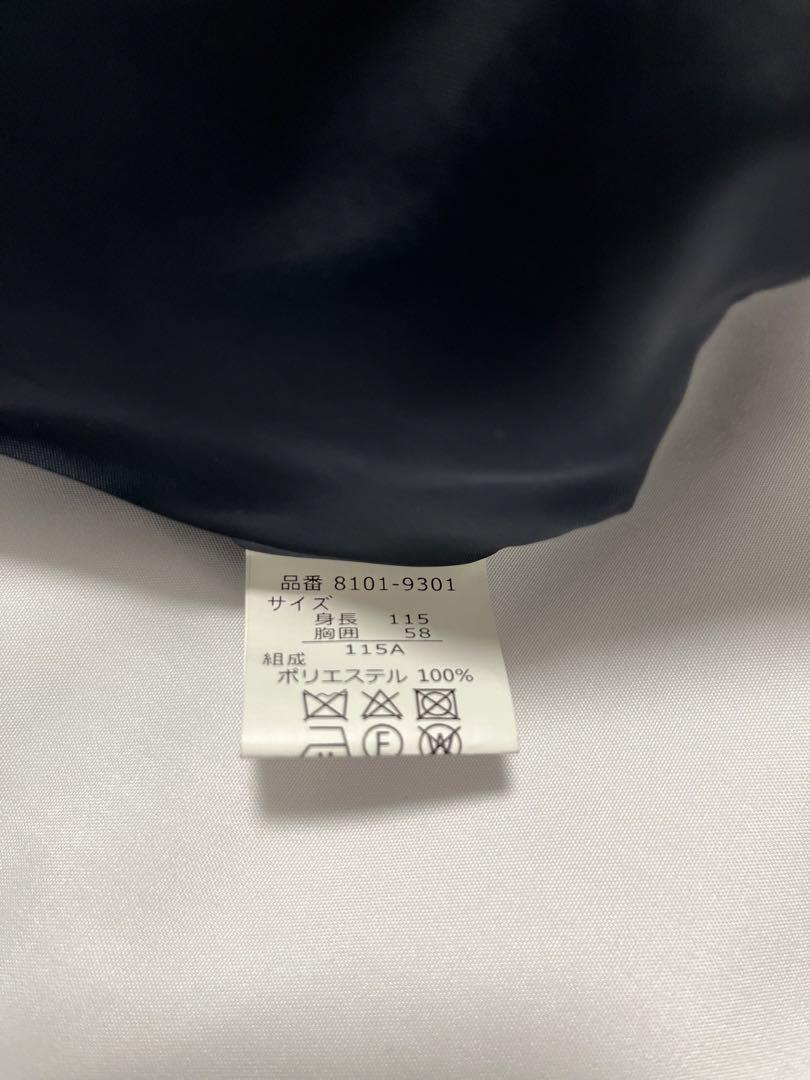 品番 8101-9301
サイズ
身長 115
胸囲 58
115A
組成
ポリエステル 100%
F
W